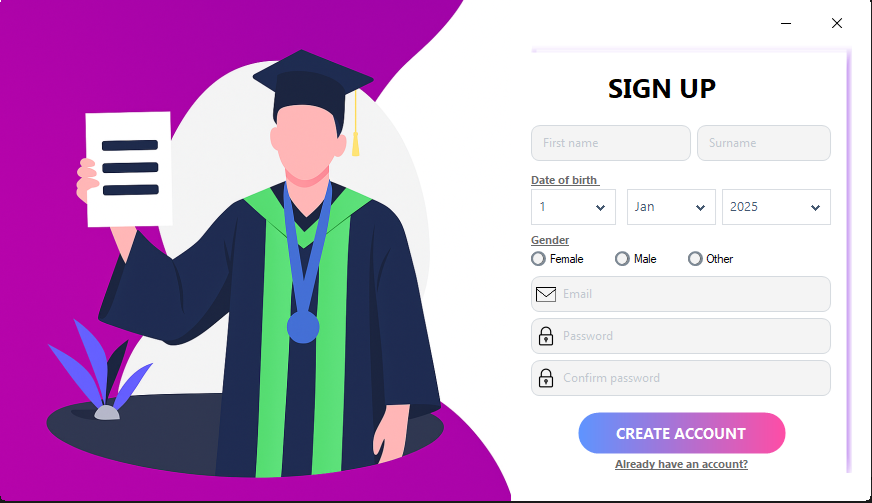 SIGN UP
First name Surname
Date of birth
1 Jan 2025
Gender
Female Male Other
Email
Password
Confirm password
CREATE ACCOUNT
Already have an account?